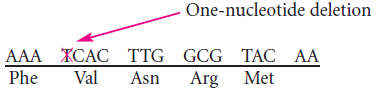 One-nucleotide deletion
AAA TCAC TTG GCG TAC AA
Phe Val Asn Arg Met